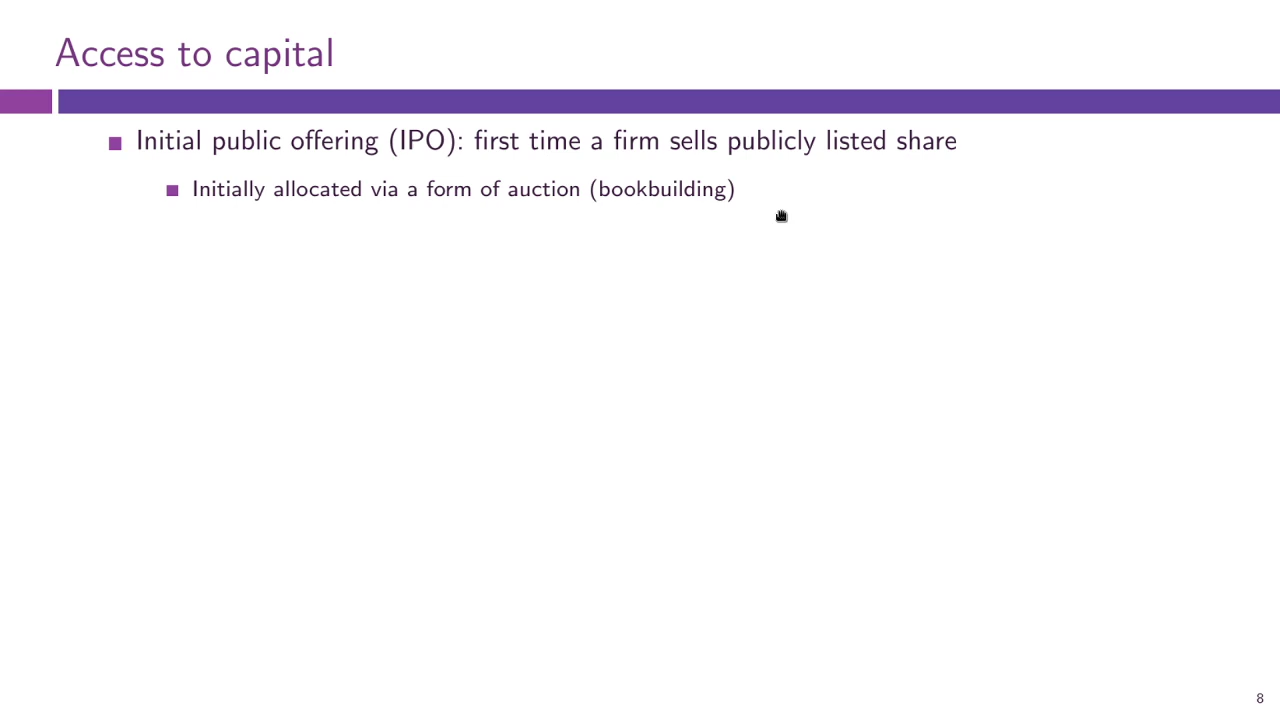 Access to capital
Initial public offering (IPO): first time a firm sells publicly listed share
Initially allocated via a form of auction (bookbuilding)
8